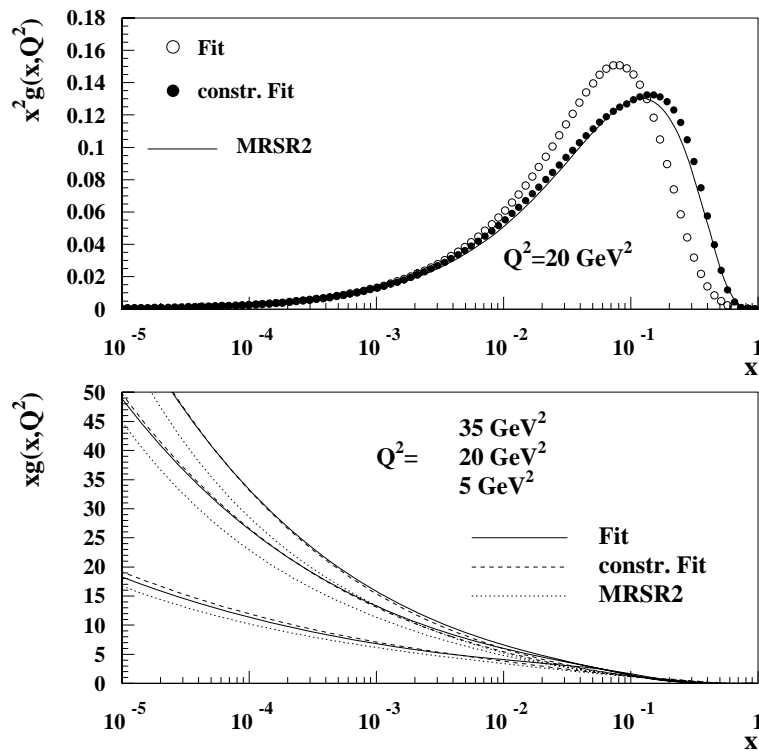 x²g(x,Q²)
0.18
0.16
0.14
0.12
0.1
0.08
0.06
0.04
0.02
0
Fit
constr. Fit
MRSR2
Q²=20 GeV²
10⁻⁵ 10⁻⁴ 10⁻³ 10⁻² 10⁻¹ 1
x
xg(x,Q²)
50
45
40
35
30
25
20
15
10
5
0
35 GeV²
Q²= 20 GeV²
5 GeV²
Fit
constr. Fit
MRSR2
10⁻⁵ 10⁻⁴ 10⁻³ 10⁻² 10⁻¹ 1
x